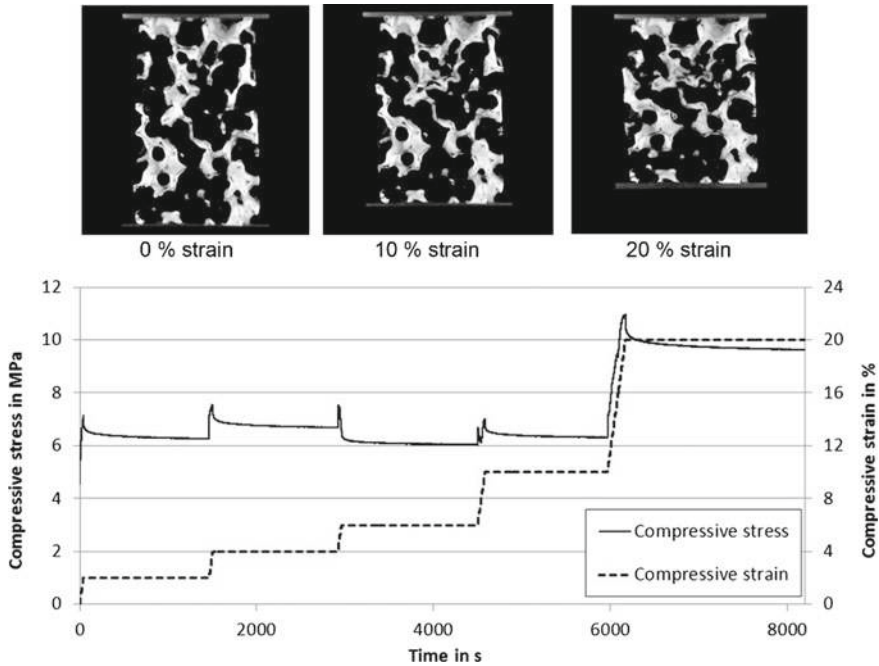 0 % strain
10 % strain
20 % strain
12
10
8
6
4
2
0
Compressive stress in MPa
24
20
16
12
8
4
0
Compressive strain in %
Compressive stress
Compressive strain
0
2000
4000
6000
8000
Time in s